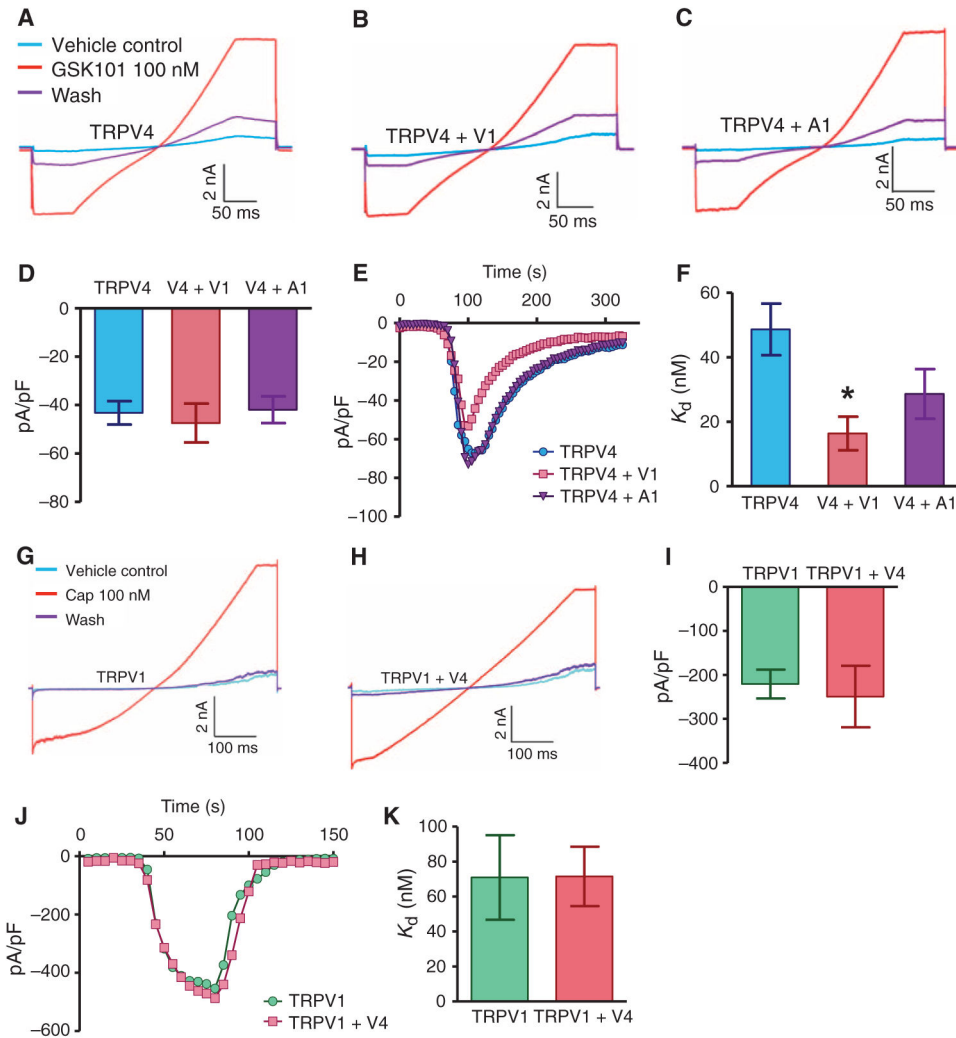 A
Vehicle control
GSK101 100 nM
Wash
TRPV4
2 nA
50 ms
B
TRPV4 + V1
2 nA
50 ms
C
TRPV4 + A1
2 nA
50 ms
D
TRPV4 V4 + V1 V4 + A1
0
−20
−40
−60
−80
pA/pF
E
Time (s)
0 100 200 300
0
−20
−40
−60
−80
−100
pA/pF
TRPV4
TRPV4 + V1
TRPV4 + A1
F
60
40
20
0
Kd (nM)
*
TRPV4 V4 + V1 V4 + A1
G
Vehicle control
Cap 100 nM
Wash
TRPV1
2 nA
100 ms
H
TRPV1 + V4
2 nA
100 ms
I
TRPV1 TRPV1 + V4
0
−100
−200
−300
−400
pA/pF
J
Time (s)
50 100 150
0
−200
−400
−600
pA/pF
TRPV1
TRPV1 + V4
K
100
80
60
40
20
0
Kd (nM)
TRPV1 TRPV1 + V4